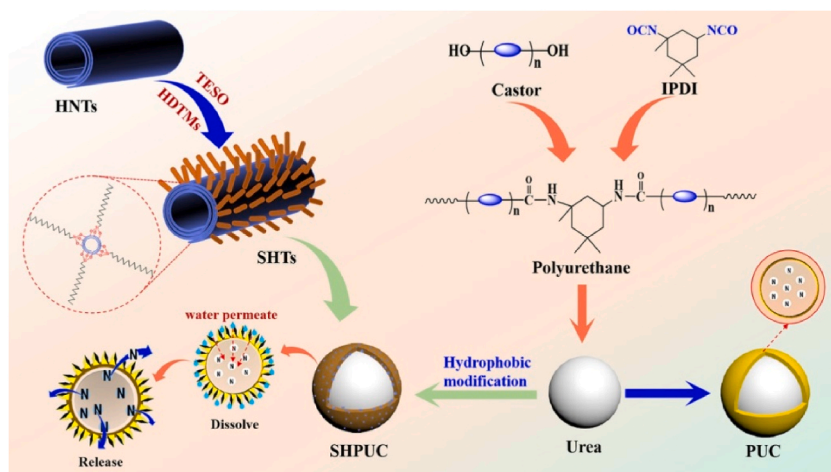 HNTs
TESO
HDTMs
SHTs
HO
n
OH
Castor
OCN
NCO
IPDI
O
C
H
N
n
H
N
O
C
n
Polyurethane
water permeate
N
N N N
N N
N
Dissolve
N
N N N
N N
N
Release
SHPUC
Hydrophobic
modification
Urea
N
N N
N N
N N
PUC